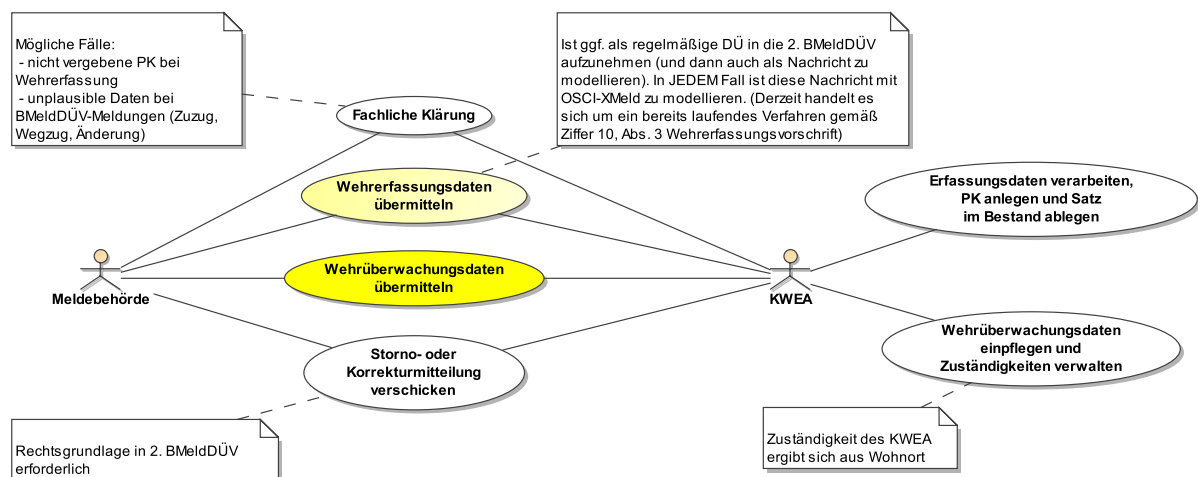 Mögliche Fälle:
- nicht vergebene PK bei
Wehrerfassung
- unplausible Daten bei
BMeldDÜV-Meldungen (Zuzug,
Wegzug, Änderung)
Ist ggf. als regelmäßige DÜ in die 2. BMeldDÜV
aufzunehmen (und dann auch als Nachricht zu
modellieren). In JEDEM Fall ist diese Nachricht mit
OSCI-XMeld zu modellieren. (Derzeit handelt es
sich um ein bereits laufendes Verfahren gemäß
Ziffer 10, Abs. 3 Wehrerfassungsvorschrift)
Fachliche Klärung
Wehrerfassungsdaten
übermitteln
Erfassungsdaten verarbeiten,
PK anlegen und Satz
im Bestand ablegen
Meldebehörde
Wehrüberwachungsdaten
übermitteln
KWEA
Storno- oder
Korrekturmitteilung
verschicken
Wehrüberwachungsdaten
einpflegen und
Zuständigkeiten verwalten
Rechtsgrundlage in 2. BMeldDÜV
erforderlich
Zuständigkeit des KWEA
ergibt sich aus Wohnort